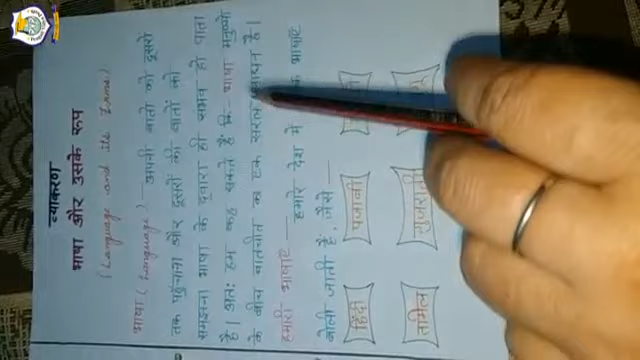 व्याकरण
भाषा और उसके रूप
(Language and its Forms)
भाषा (Language) — अपनी बातों को दूसरों
तक पहुँचाना और दूसरों की बातों को
समझना भाषा के द्वारा ही संभव हो पाता
है। अतः हम कह सकते हैं कि - भाषा मनुष्यों
के बीच बातचीत का एक सरल साधन है।
हमारी भाषाएँ — हमारे देश में भाषाएँ
बोली जाती हैं, जैसे —
हिंदी पंजाबी
तमिल गुजराती